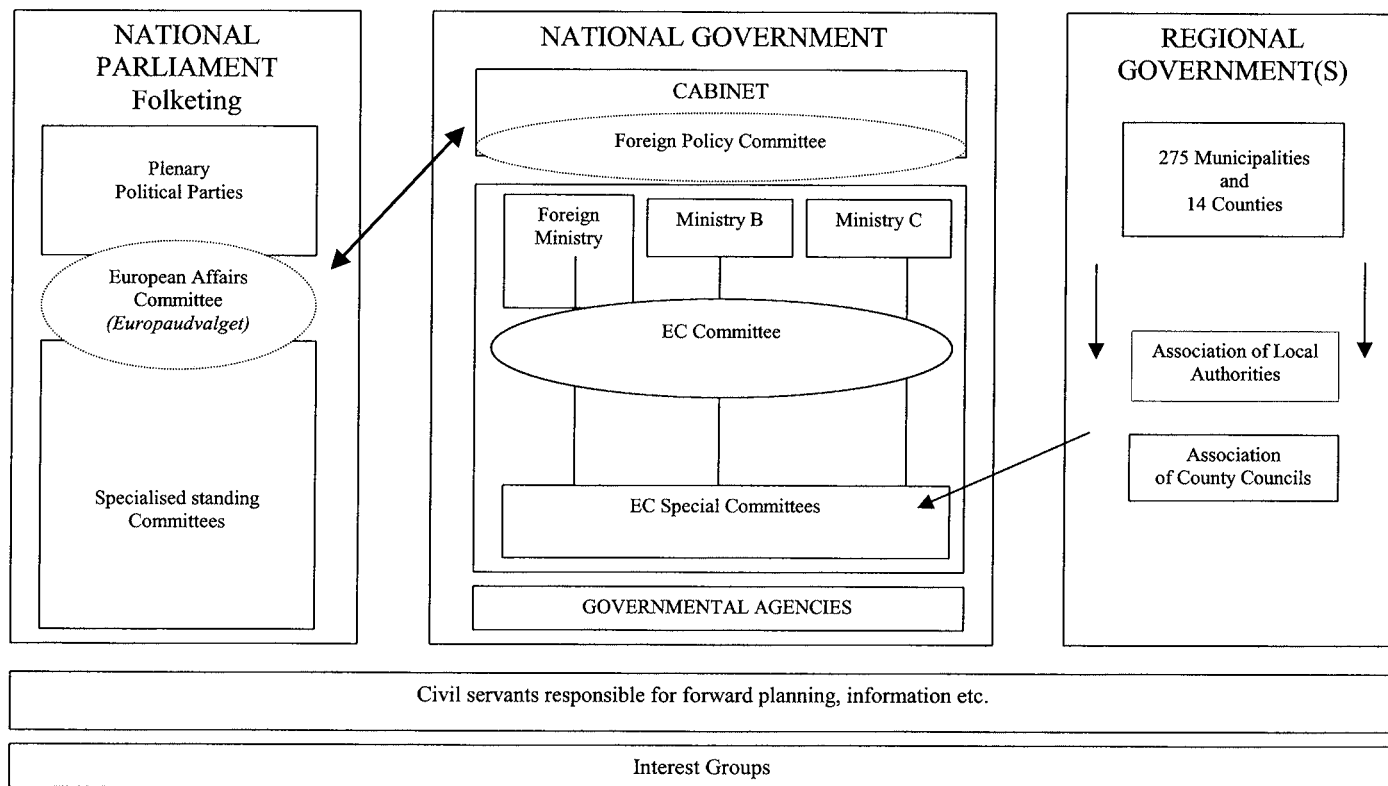 NATIONAL
PARLIAMENT
Folketing
Plenary
Political Parties
European Affairs
Committee
(Europaudvalget)
Specialised standing
Committees
NATIONAL GOVERNMENT
CABINET
Foreign Policy Committee
Foreign
Ministry
Ministry B
Ministry C
EC Committee
EC Special Committees
GOVERNMENTAL AGENCIES
REGIONAL
GOVERNMENT(S)
275 Municipalities
and
14 Counties
Association of Local
Authorities
Association
of County Councils
Civil servants responsible for forward planning, information etc.
Interest Groups